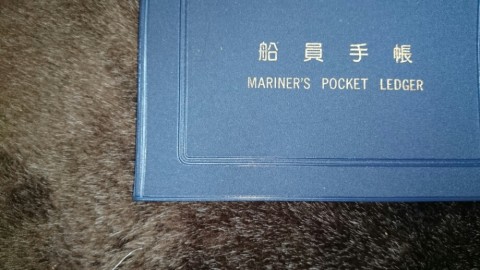 船員手帳
MARINER'S POCKET LEDGER